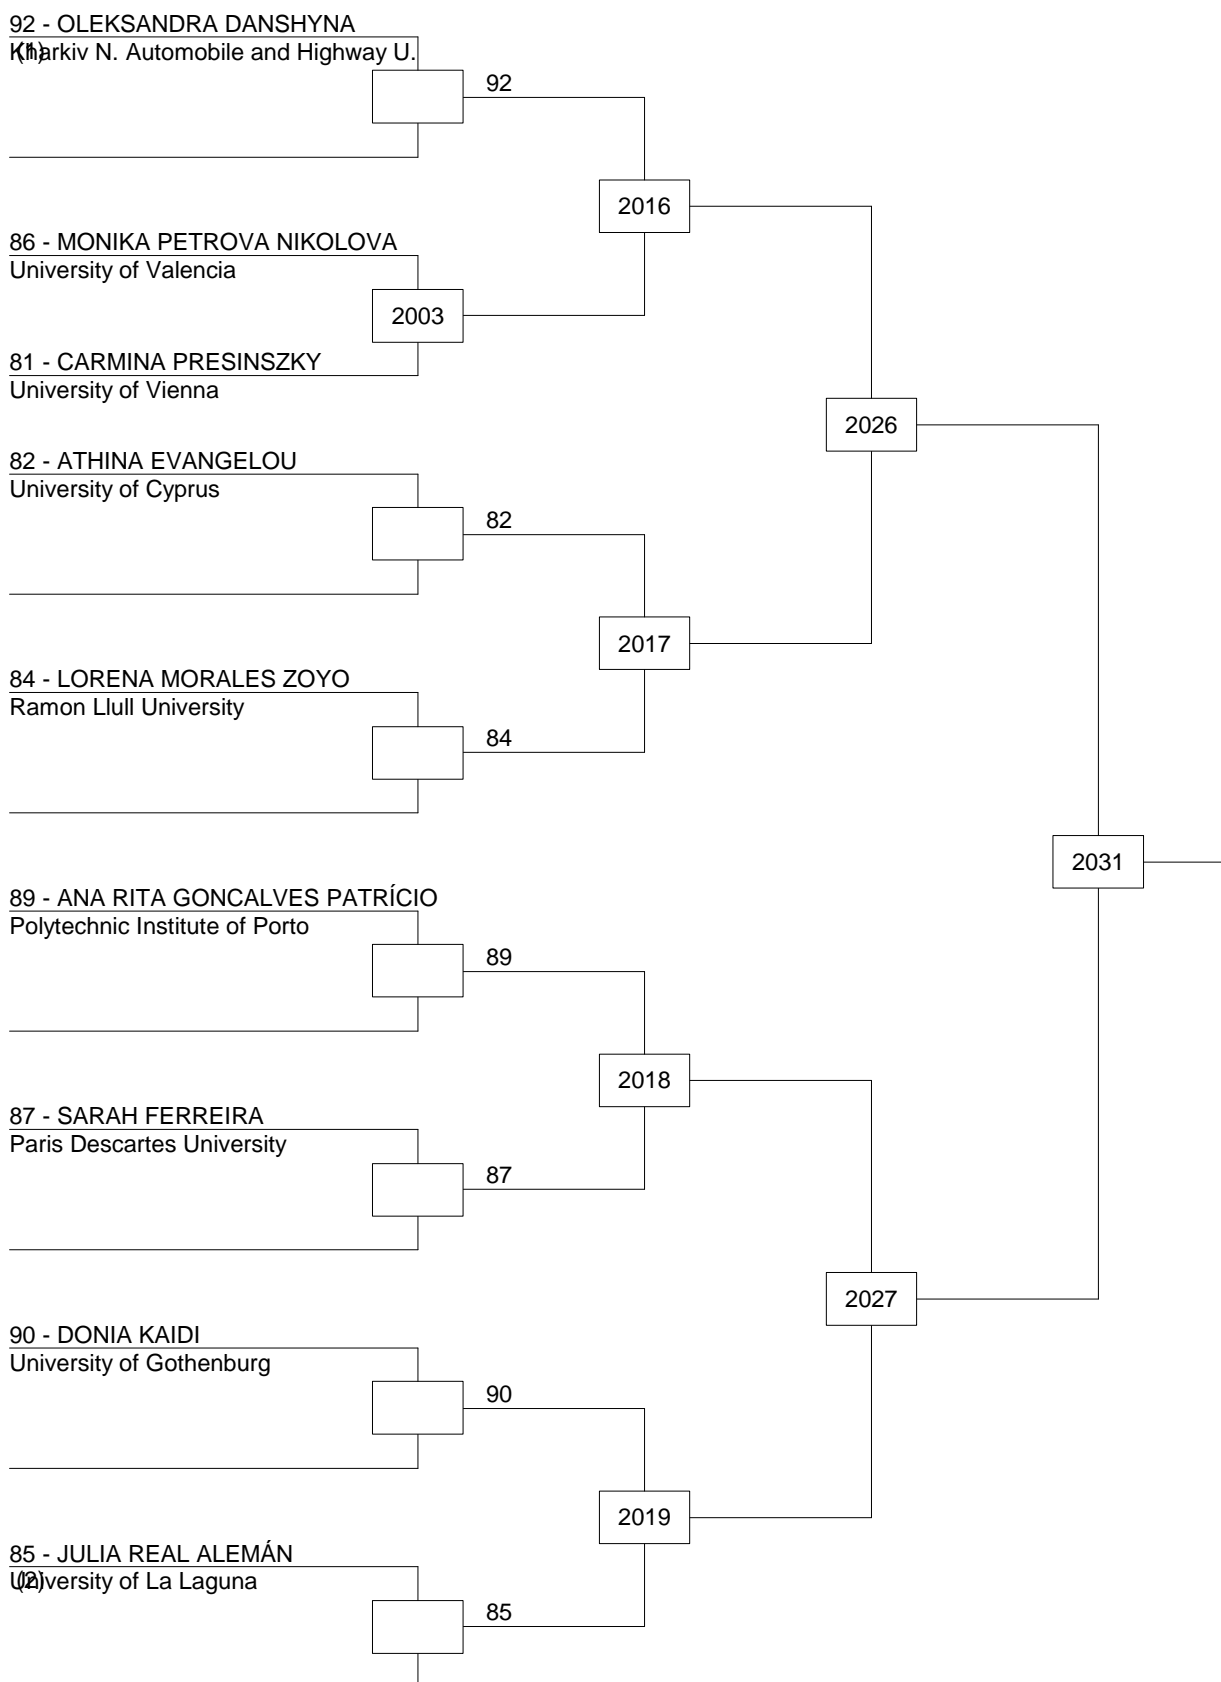 92 - OLEKSANDRA DANSHYNA
(1)
Kharkiv N. Automobile and Highway U.
92
2016
86 - MONIKA PETROVA NIKOLOVA
University of Valencia
2003
81 - CARMINA PRESINSZKY
University of Vienna
2026
82 - ATHINA EVANGELOU
University of Cyprus
82
2017
84 - LORENA MORALES ZOYO
Ramon Llull University
84
2031
89 - ANA RITA GONCALVES PATRÍCIO
Polytechnic Institute of Porto
89
2018
87 - SARAH FERREIRA
Paris Descartes University
87
2027
90 - DONIA KAIDI
University of Gothenburg
90
2019
85 - JULIA REAL ALEMÁN
(2)
University of La Laguna
85